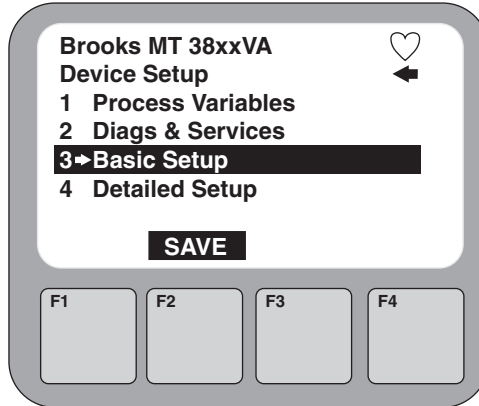 Brooks MT 38xxVA
Device Setup
1 Process Variables
2 Diags & Services
3 Basic Setup
4 Detailed Setup
SAVE
F1 F2 F3 F4